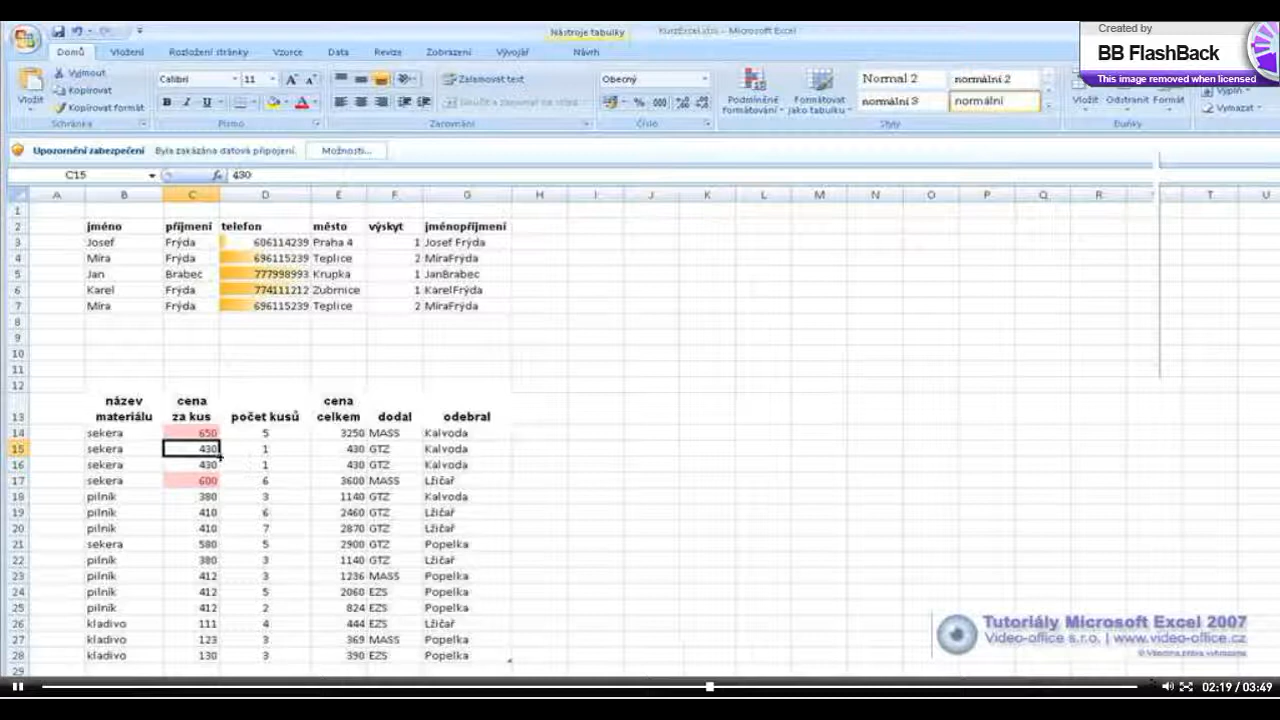 Created by
BB FlashBack
This image removed when licensed
Nástroje tabulky
Microsoft Excel
Domů Vložení Rozložení stránky Vzorce Data Revize Zobrazení Vývojář Návrh
Vložit
Vyjmout
Kopírovat
Kopírovat formát
Schránka
Calibri 11
B I U
Písmo
Zalamovat text
Zarovnání
Obecný
% 000
Číslo
Podmíněné formátování
Formátovat jako tabulku
Normal 2 normální 2
normální 3 normální
Styly
Vložit Odstranit Formát
Buňky
Výplň
Vymazat
Upozornění zabezpečení Byla zakázána datová připojení. Možnosti...
C15 fx 430
A B C D E F G H I J K L M N O P Q R T U
1
2 jméno příjmení telefon město výskyt jménopříjmení
3 Josef Frýda 606114239 Praha 4 1 Josef Frýda
4 Míra Frýda 696115239 Teplice 2 MíraFrýda
5 Jan Brabec 777998993 Krupka 1 JanBrabec
6 Karel Frýda 774111212 Zubrnice 1 KarelFrýda
7 Míra Frýda 696115239 Teplice 2 MíraFrýda
8
9
10
11
12
13 název materiálu cena za kus počet kusů cena celkem dodal odebral
14 sekera 650 5 3250 MASS Kalvoda
15 sekera 430 1 430 GTZ Kalvoda
16 sekera 430 1 430 GTZ Kalvoda
17 sekera 600 6 3600 MASS Lžičař
18 pilník 380 3 1140 GTZ Kalvoda
19 pilník 410 6 2460 GTZ Lžičař
20 pilník 410 7 2870 GTZ Lžičař
21 sekera 580 5 2900 GTZ Popelka
22 pilník 380 3 1140 GTZ Lžičař
23 pilník 412 3 1236 MASS Popelka
24 pilník 412 5 2060 EZS Popelka
25 pilník 412 2 824 EZS Popelka
26 kladivo 111 4 444 EZS Lžičař
27 kladivo 123 3 369 MASS Popelka
28 kladivo 130 3 390 EZS Popelka
29
Tutoriály Microsoft Excel 2007
Video-office s.r.o. | www.video-office.cz
© Všechna práva vyhrazena
02:19 / 03:49